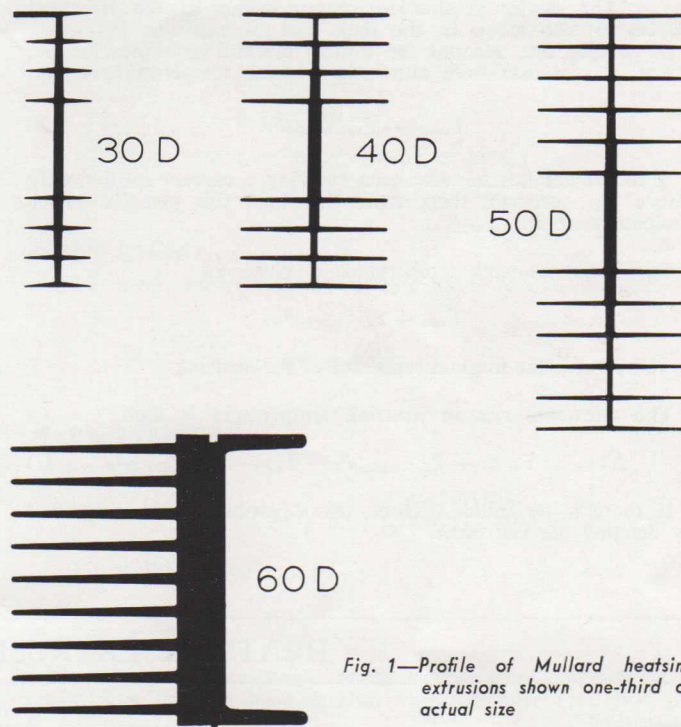 30 D
40 D
50 D
60 D
Fig. 1—Profile of Mullard heatsin
extrusions shown one-third o
actual size